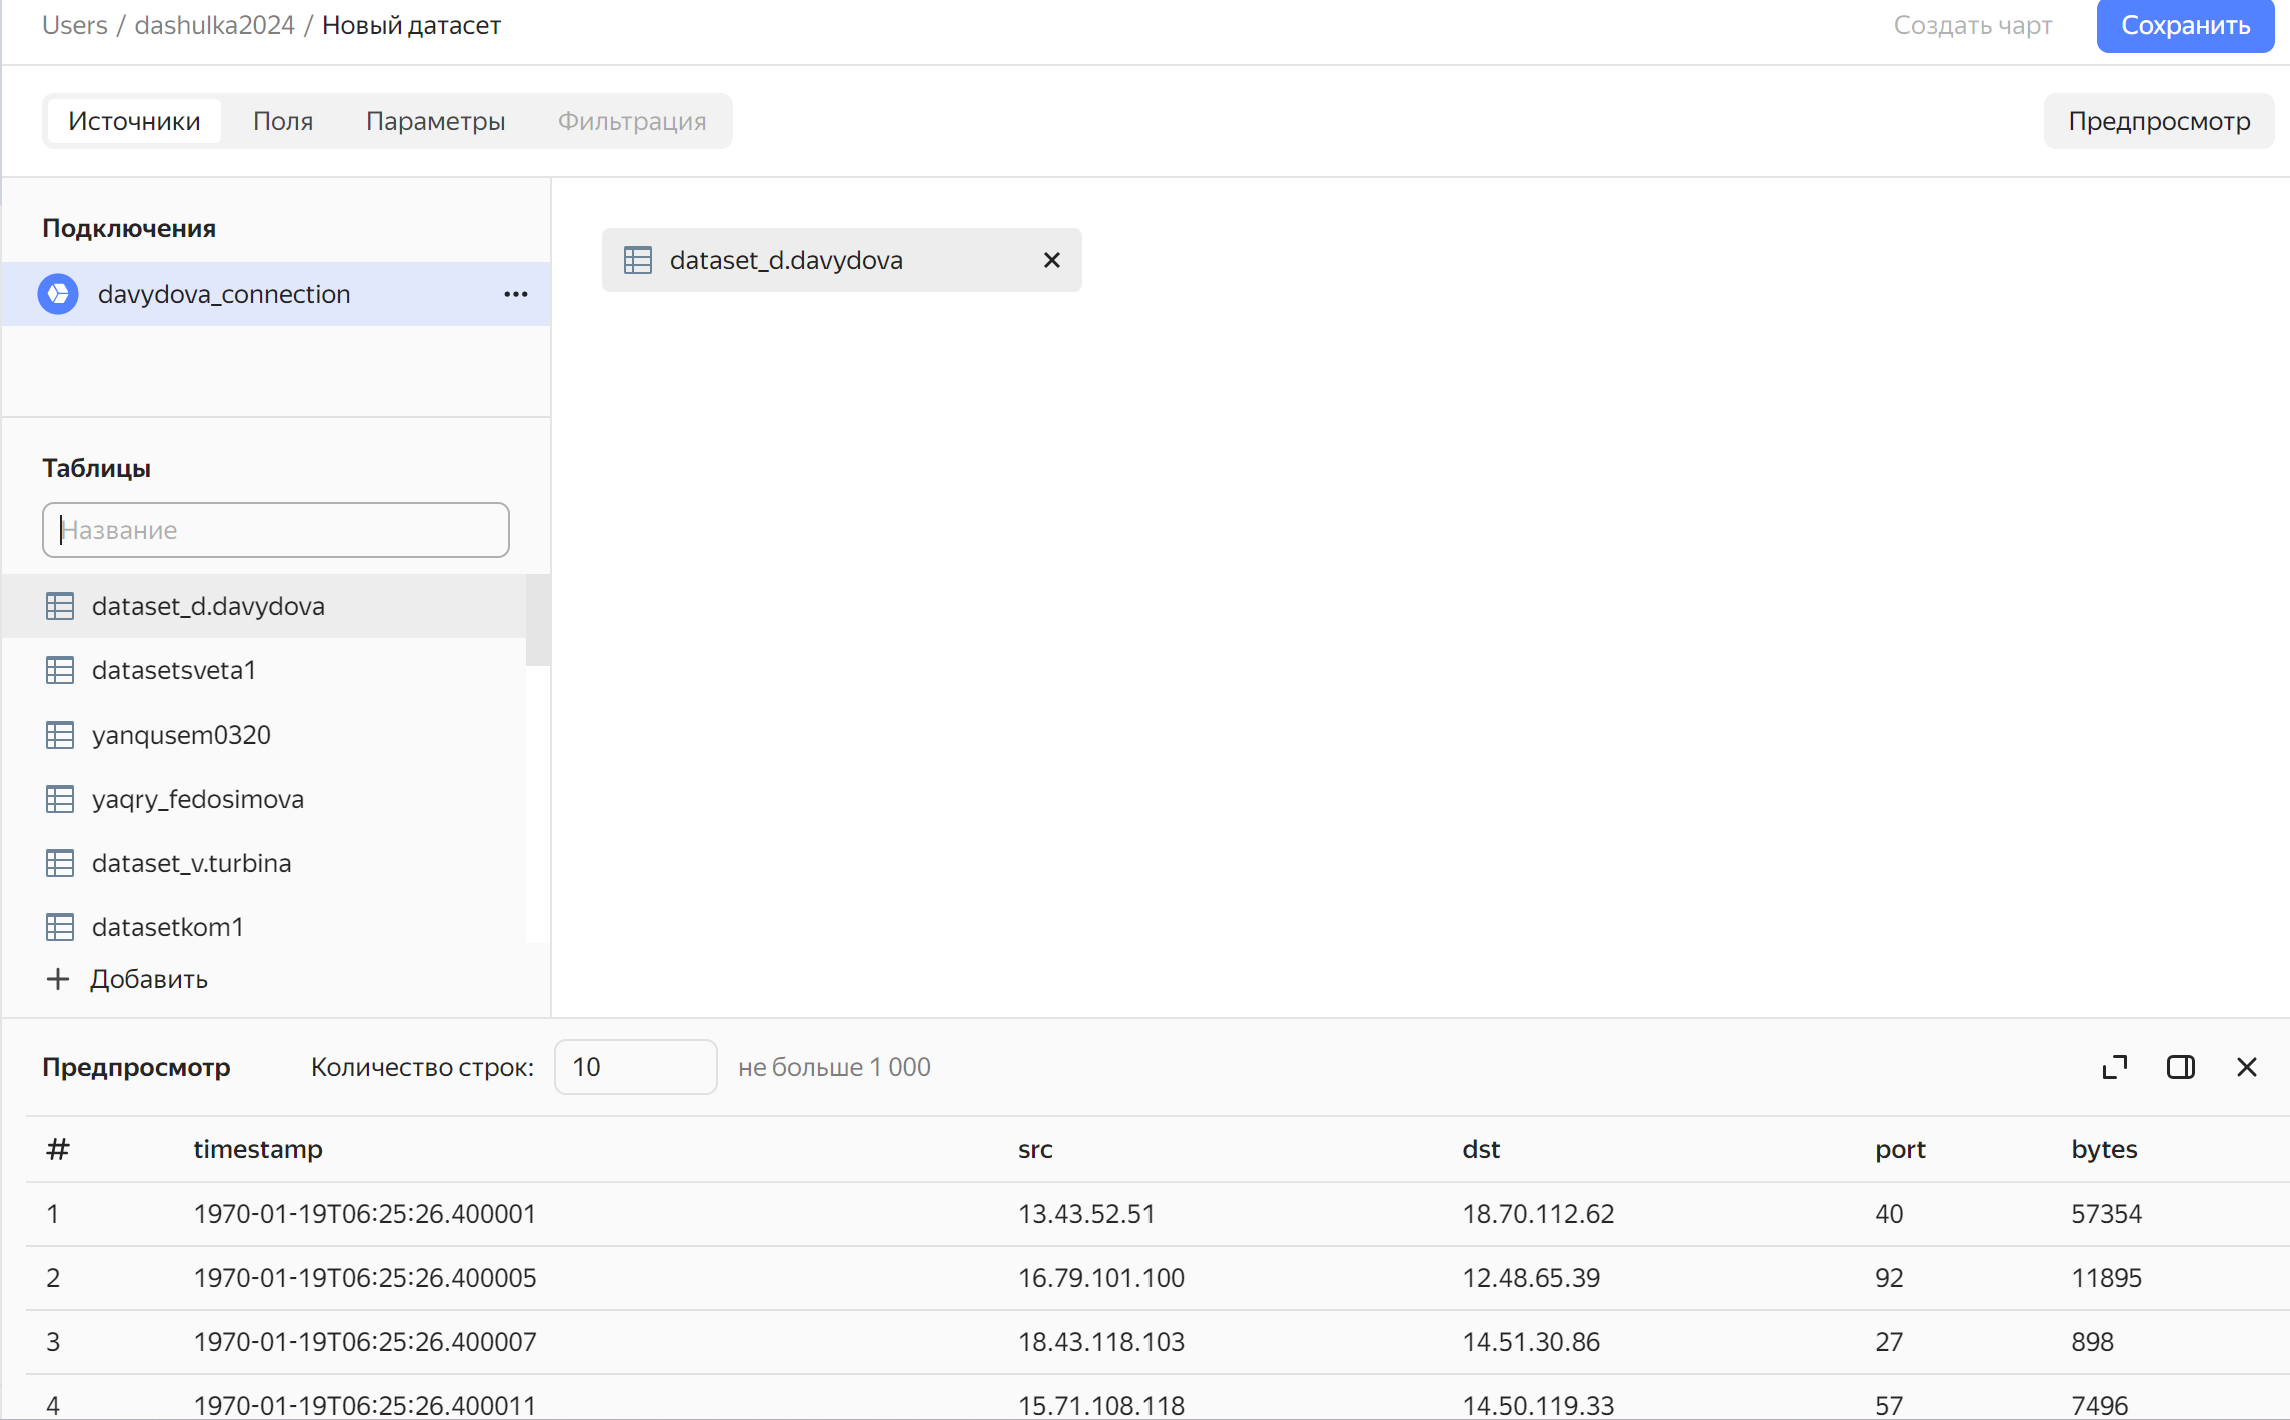 Users / dashulka2024 / Новый датасет
Создать чарт
Сохранить
Источники Поля Параметры Фильтрация
Предпросмотр
Подключения
davydova_connection
dataset_d.davydova
Таблицы
Название
dataset_d.davydova
datasetsveta1
yanqusem0320
yaqry_fedosimova
dataset_v.turbina
datasetkom1
+ Добавить
Предпросмотр Количество строк: 10 не больше 1 000
# timestamp src dst port bytes
1 1970-01-19T06:25:26.400001 13.43.52.51 18.70.112.62 40 57354
2 1970-01-19T06:25:26.400005 16.79.101.100 12.48.65.39 92 11895
3 1970-01-19T06:25:26.400007 18.43.118.103 14.51.30.86 27 898
4 1970-01-19T06:25:26.400011 15.71.108.118 14.50.119.33 57 7496